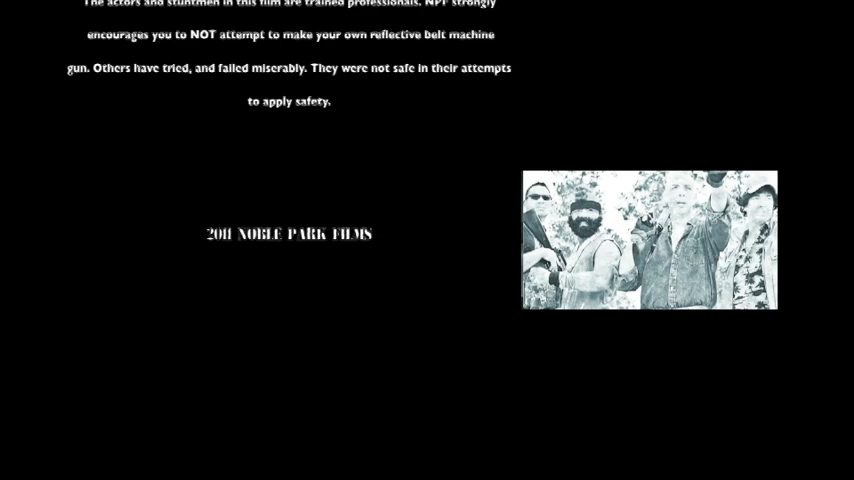 The actors and stuntmen in this film are trained professionals. NPF strongly
encourages you to NOT attempt to make your own reflective belt machine
gun. Others have tried, and failed miserably. They were not safe in their attempts
to apply safety.
2011 NOBLE PARK FILMS